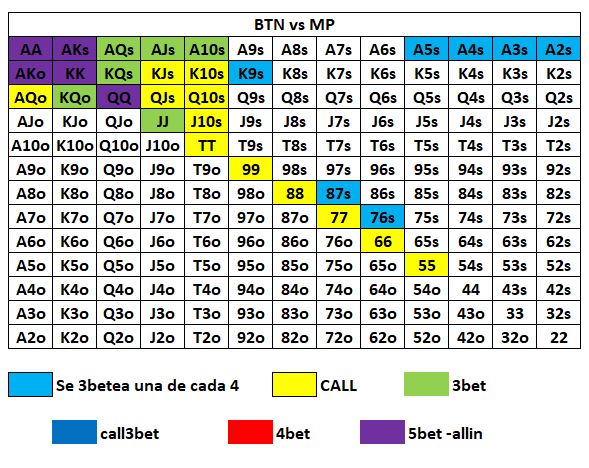 BTN vs MP
AA AKs AQs AJs A10s A9s A8s A7s A6s A5s A4s A3s A2s
AKo KK KQs KJs K10s K9s K8s K7s K6s K5s K4s K3s K2s
AQo KQo QQ QJs Q10s Q9s Q8s Q7s Q6s Q5s Q4s Q3s Q2s
AJo KJo QJo JJ J10s J9s J8s J7s J6s J5s J4s J3s J2s
A10o K10o Q10o J10o TT T9s T8s T7s T6s T5s T4s T3s T2s
A9o K9o Q9o J9o T9o 99 98s 97s 96s 95s 94s 93s 92s
A8o K8o Q8o J8o T8o 98o 88 87s 86s 85s 84s 83s 82s
A7o K7o Q7o J7o T7o 97o 87o 77 76s 75s 74s 73s 72s
A6o K6o Q6o J6o T6o 96o 86o 76o 66 65s 64s 63s 62s
A5o K5o Q5o J5o T5o 95o 85o 75o 65o 55 54s 53s 52s
A4o K4o Q4o J4o T4o 94o 84o 74o 64o 54o 44 43s 42s
A3o K3o Q3o J3o T3o 93o 83o 73o 63o 53o 43o 33 32s
A2o K2o Q2o J2o T2o 92o 82o 72o 62o 52o 42o 32o 22
Se 3betea una de cada 4 CALL 3bet
call3bet 4bet 5bet -allin